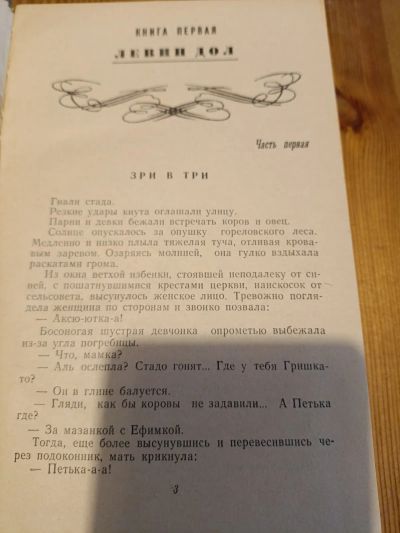 КНИГА ПЕРВАЯ
ЛЕВИН ДОЛ
Часть первая
ЗРИ В ТРИ
Гнали стада.
Резкие удары кнута оглашали улицу.
Парни и девки бежали встречать коров и овец.
Солнце опускалось за опушку гореловского леса.
Медленно и низко плыла тяжелая туча, отливая крова-
вым заревом. Озаряясь молнией, она гулко вздыхала
раскатами грома.
Из окна ветхой избенки, стоявшей неподалеку от си-
ней, с пошатнувшимися крестами церкви, наискосок от
сельсовета, высунулось женское лицо. Тревожно погля-
дела женщина по сторонам и звонко позвала:
— Аксю-ютка-а!
Босоногая шустрая девчонка опрометью выбежала
из-за угла погребицы.
— Что, мамка?
— Аль ослепла? Стадо гонят... Где у тебя Гришка-
то?
— Он в глине балуется.
— Гляди, как бы коровы не задавили... А Петька
где?
— За мазанкой с Ефимкой.
Тогда, еще более высунувшись и перевесившись че-
рез подоконник, мать крикнула:
— Петька-а-а!
3